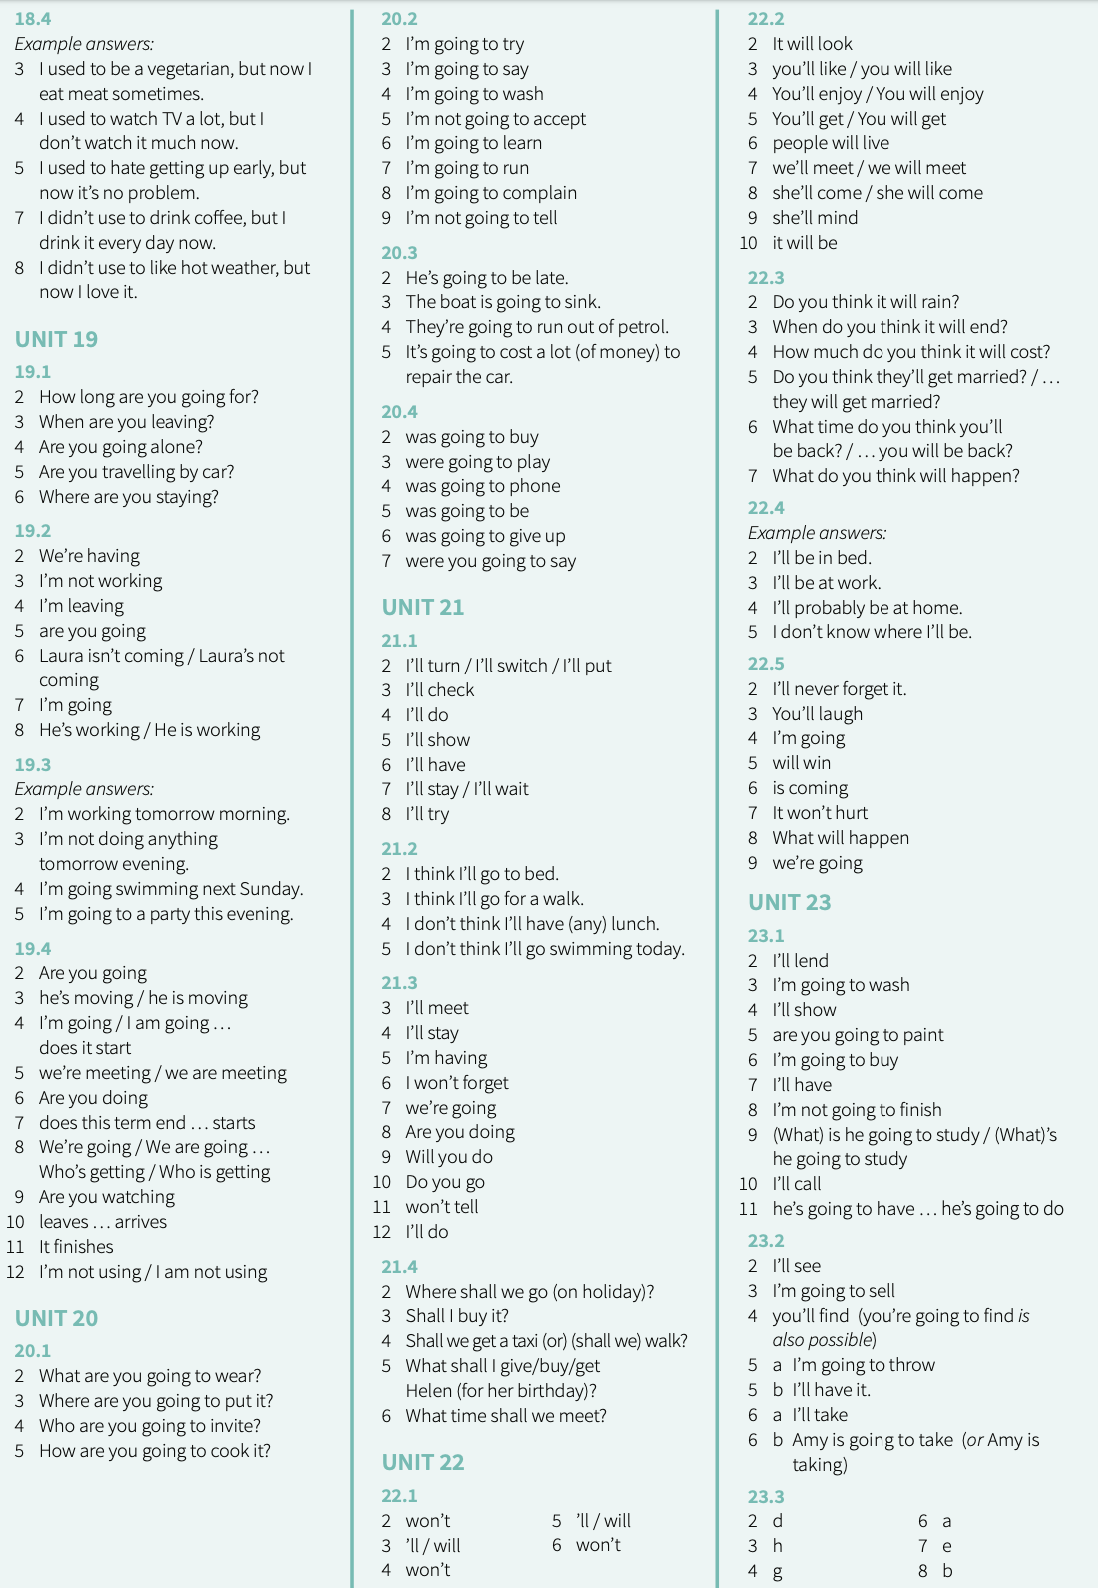 18.4
Example answers:
3 I used to be a vegetarian, but now I
eat meat sometimes.
4 I used to watch TV a lot, but I
don’t watch it much now.
5 I used to hate getting up early, but
now it’s no problem.
7 I didn’t use to drink coffee, but I
drink it every day now.
8 I didn’t use to like hot weather, but
now I love it.
UNIT 19
19.1
2 How long are you going for?
3 When are you leaving?
4 Are you going alone?
5 Are you travelling by car?
6 Where are you staying?
19.2
2 We’re having
3 I’m not working
4 I’m leaving
5 are you going
6 Laura isn’t coming / Laura’s not
coming
7 I’m going
8 He’s working / He is working
19.3
Example answers:
2 I’m working tomorrow morning.
3 I’m not doing anything
tomorrow evening.
4 I’m going swimming next Sunday.
5 I’m going to a party this evening.
19.4
2 Are you going
3 he’s moving / he is moving
4 I’m going / I am going …
does it start
5 we’re meeting / we are meeting
6 Are you doing
7 does this term end … starts
8 We’re going / We are going …
Who’s getting / Who is getting
9 Are you watching
10 leaves … arrives
11 It finishes
12 I’m not using / I am not using
UNIT 20
20.1
2 What are you going to wear?
3 Where are you going to put it?
4 Who are you going to invite?
5 How are you going to cook it?
20.2
2 I’m going to try
3 I’m going to say
4 I’m going to wash
5 I’m not going to accept
6 I’m going to learn
7 I’m going to run
8 I’m going to complain
9 I’m not going to tell
20.3
2 He’s going to be late.
3 The boat is going to sink.
4 They’re going to run out of petrol.
5 It’s going to cost a lot (of money) to
repair the car.
20.4
2 was going to buy
3 were going to play
4 was going to phone
5 was going to be
6 was going to give up
7 were you going to say
UNIT 21
21.1
2 I’ll turn / I’ll switch / I’ll put
3 I’ll check
4 I’ll do
5 I’ll show
6 I’ll have
7 I’ll stay / I’ll wait
8 I’ll try
21.2
2 I think I’ll go to bed.
3 I think I’ll go for a walk.
4 I don’t think I’ll have (any) lunch.
5 I don’t think I’ll go swimming today.
21.3
3 I’ll meet
4 I’ll stay
5 I’m having
6 I won’t forget
7 we’re going
8 Are you doing
9 Will you do
10 Do you go
11 won’t tell
12 I’ll do
21.4
2 Where shall we go (on holiday)?
3 Shall I buy it?
4 Shall we get a taxi (or) (shall we) walk?
5 What shall I give/buy/get
Helen (for her birthday)?
6 What time shall we meet?
UNIT 22
22.1
2 won’t 5 ’ll / will
3 ’ll / will 6 won’t
4 won’t
22.2
2 It will look
3 you’ll like / you will like
4 You’ll enjoy / You will enjoy
5 You’ll get / You will get
6 people will live
7 we’ll meet / we will meet
8 she’ll come / she will come
9 she’ll mind
10 it will be
22.3
2 Do you think it will rain?
3 When do you think it will end?
4 How much do you think it will cost?
5 Do you think they’ll get married? / …
they will get married?
6 What time do you think you’ll
be back? / … you will be back?
7 What do you think will happen?
22.4
Example answers:
2 I’ll be in bed.
3 I’ll be at work.
4 I’ll probably be at home.
5 I don’t know where I’ll be.
22.5
2 I’ll never forget it.
3 You’ll laugh
4 I’m going
5 will win
6 is coming
7 It won’t hurt
8 What will happen
9 we’re going
UNIT 23
23.1
2 I’ll lend
3 I’m going to wash
4 I’ll show
5 are you going to paint
6 I’m going to buy
7 I’ll have
8 I’m not going to finish
9 (What) is he going to study / (What)’s
he going to study
10 I’ll call
11 he’s going to have … he’s going to do
23.2
2 I’ll see
3 I’m going to sell
4 you’ll find (you’re going to find is
also possible)
5 a I’m going to throw
5 b I’ll have it.
6 a I’ll take
6 b Amy is going to take (or Amy is
taking)
23.3
2 d 6 a
3 h 7 e
4 g 8 b